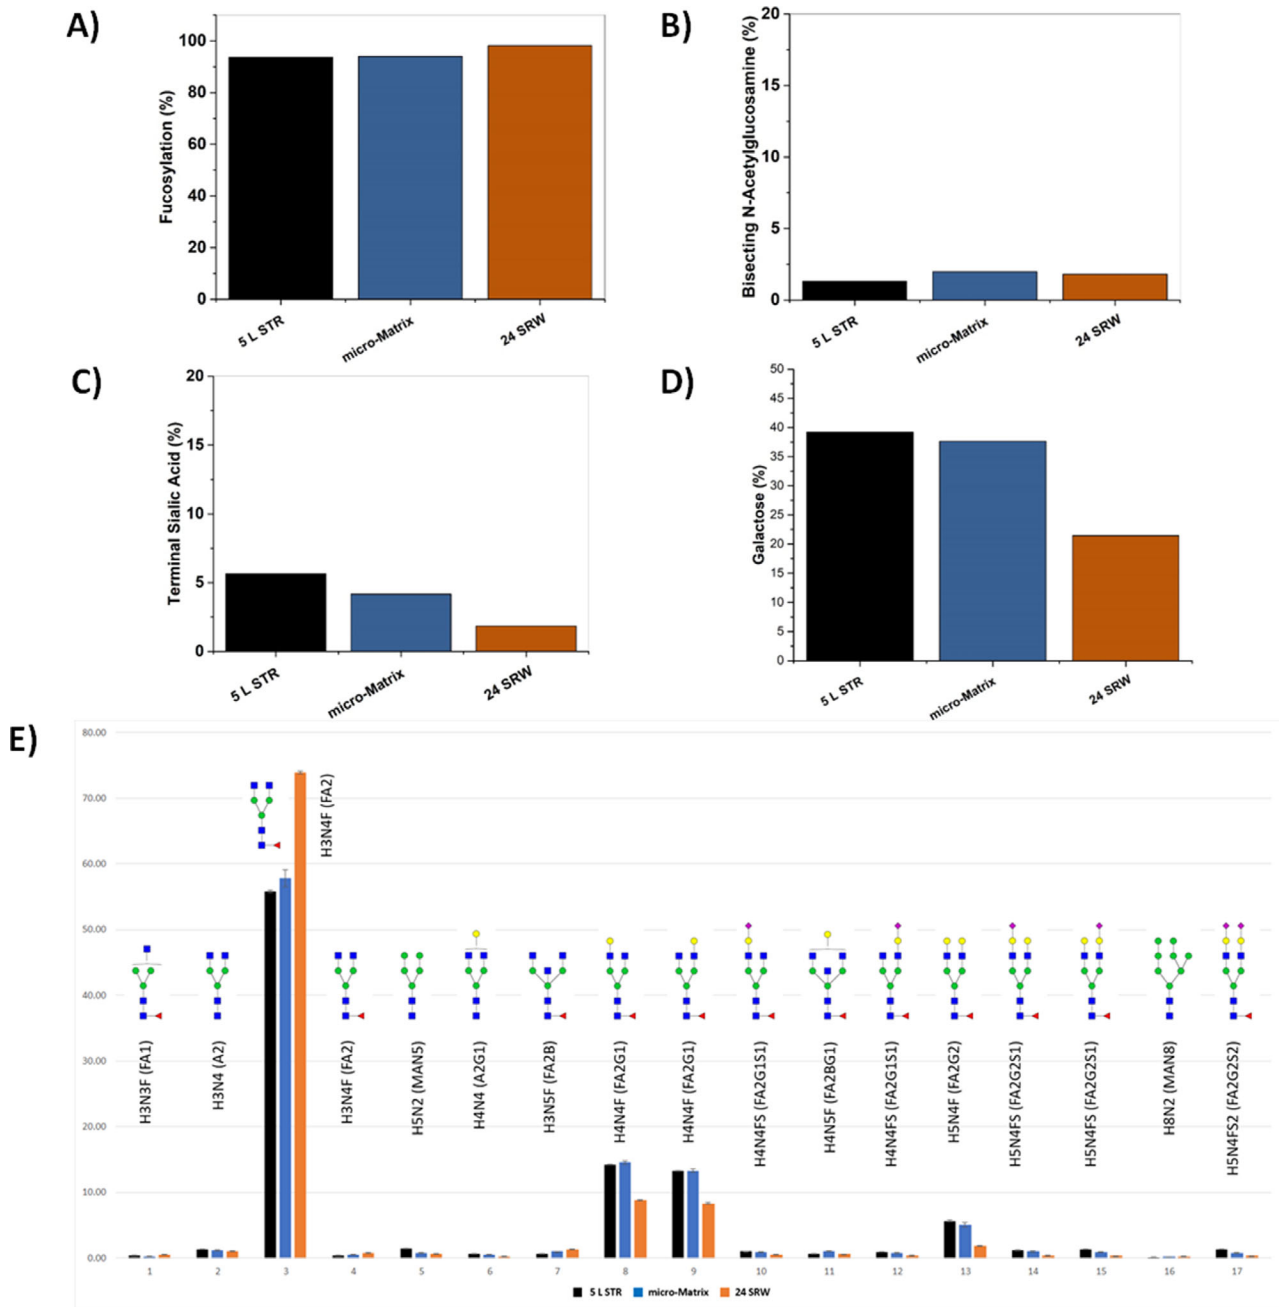 A)
Fucosylation (%)
100
80
60
40
20
0
5 L STR
micro-Matrix
24 SRW
B)
Bisecting N-Acetylglucosamine (%)
20
15
10
5
0
5 L STR
micro-Matrix
24 SRW
C)
Terminal Sialic Acid (%)
20
15
10
5
0
5 L STR
micro-Matrix
24 SRW
D)
Galactose (%)
50
45
40
35
30
25
20
15
10
5
0
5 L STR
micro-Matrix
24 SRW
E)
80.00
70.00
60.00
50.00
40.00
30.00
20.00
10.00
0.00
H3N3F (FA1)
H3N4 (A2)
H3N4F (FA2)
H3N4F (FA2)
H5N2 (MAN5)
H4N4 (A2G1)
H3N5F (FA2B)
H4N4F (FA2G1)
H4N4F (FA2G1)
H4N4FS (FA2G1S1)
H4N5F (FA2BG1)
H4N4FS (FA2G1S1)
H5N4F (FA2G2)
H5N4FS (FA2G2S1)
H5N4FS (FA2G2S1)
H8N2 (MAN8)
H5N4FS2 (FA2G2S2)
1 2 3 4 5 6 7 8 9 10 11 12 13 14 15 16 17
5 L STR micro-Matrix 24 SRW